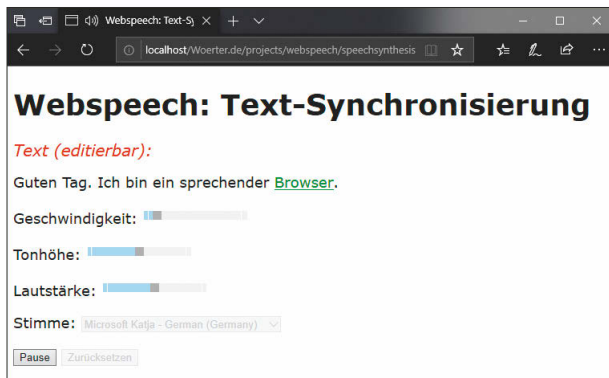 Webspeech: Text-Sy
localhost/Woerter.de/projects/webspeech/speechsynthesis
Webspeech: Text-Synchronisierung
Text (editierbar):
Guten Tag. Ich bin ein sprechender Browser.
Geschwindigkeit:
Tonhöhe:
Lautstärke:
Stimme: Microsoft Katja - German (Germany)
Pause Zurücksetzen